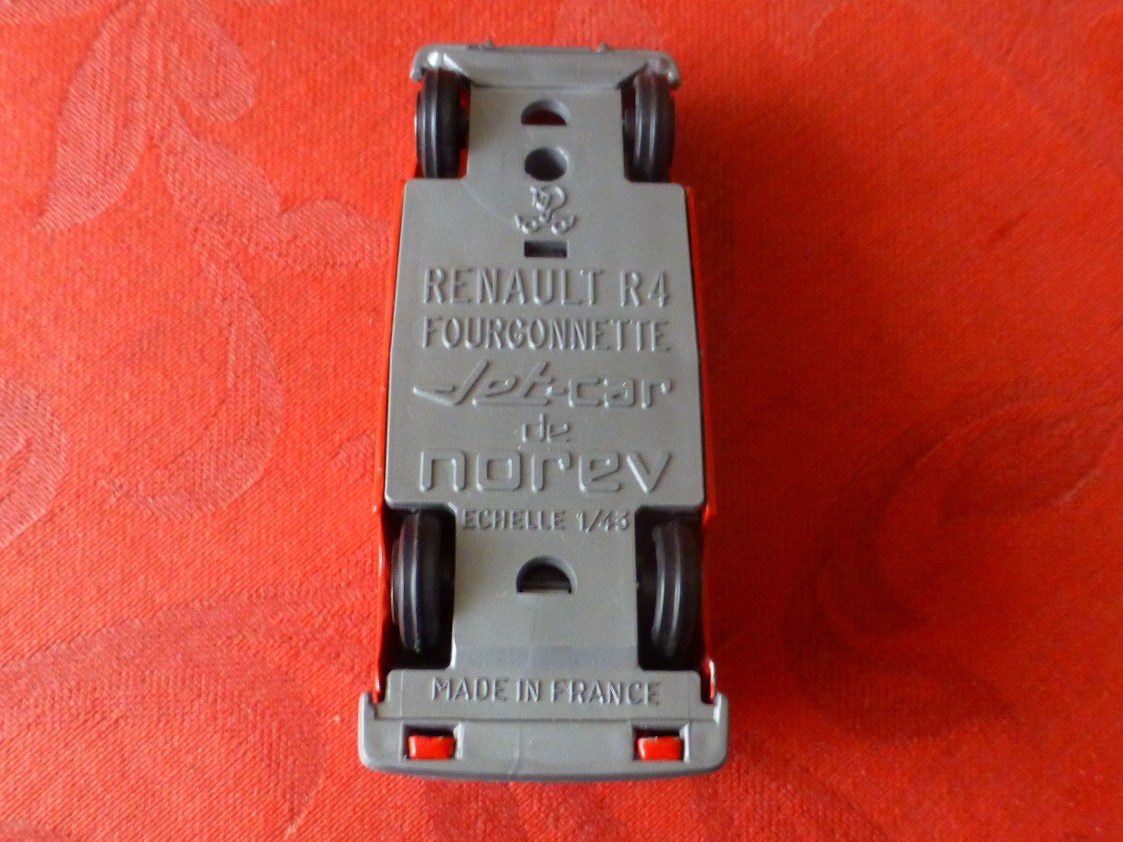 RENAULT R4
FOURGONNETTE
Jet-car
de
norev
ECHELLE 1/43
MADE IN FRANCE